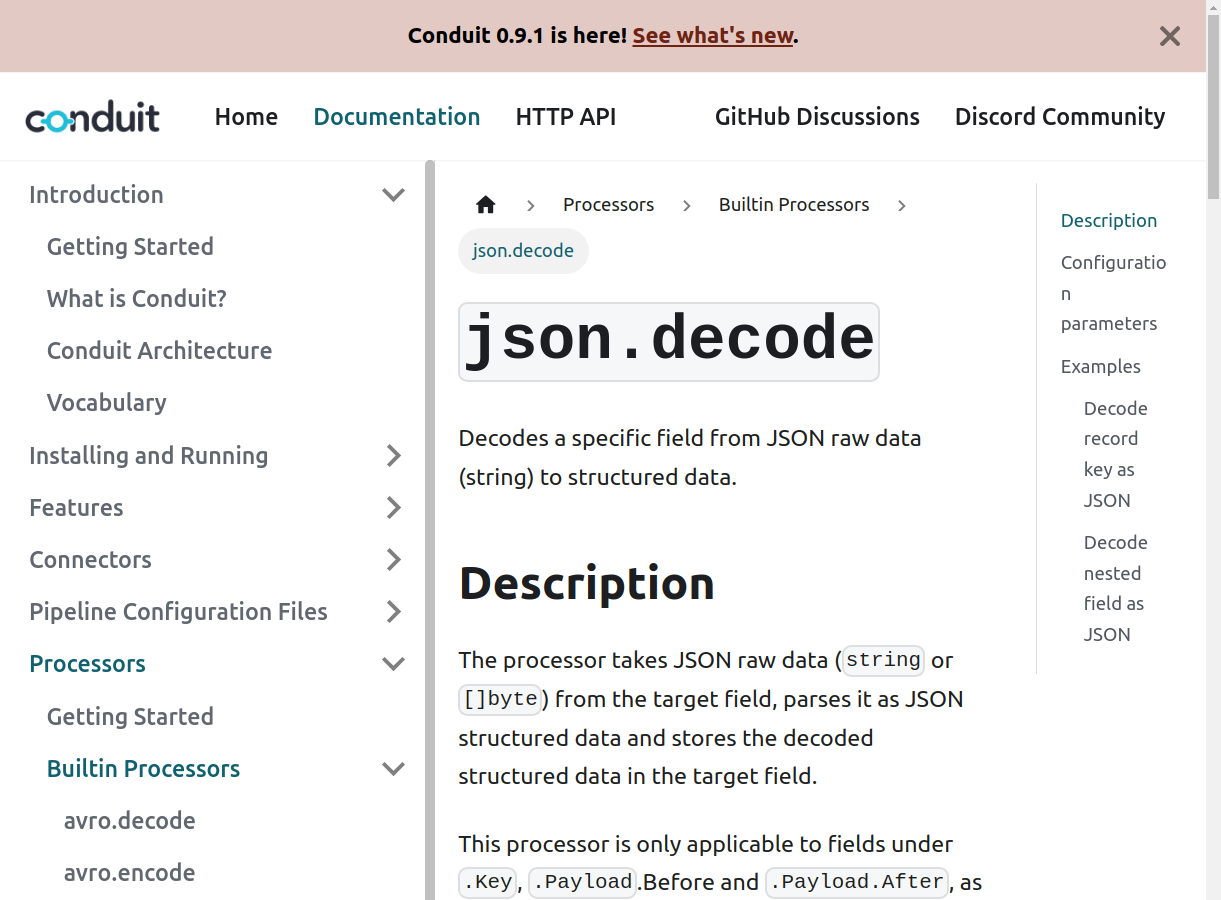 Conduit 0.9.1 is here! See what's new.
conduit
Home
Documentation
HTTP API
GitHub Discussions
Discord Community
Introduction
Getting Started
What is Conduit?
Conduit Architecture
Vocabulary
Installing and Running
Features
Connectors
Pipeline Configuration Files
Processors
Getting Started
Builtin Processors
avro.decode
avro.encode
Processors
Builtin Processors
json.decode
json.decode
Decodes a specific field from JSON raw data
(string) to structured data.
Description
The processor takes JSON raw data (string or
[]byte) from the target field, parses it as JSON
structured data and stores the decoded
structured data in the target field.
This processor is only applicable to fields under
.Key, .Payload.Before and .Payload.After, as
Description
Configuratio
n
parameters
Examples
Decode
record
key as
JSON
Decode
nested
field as
JSON